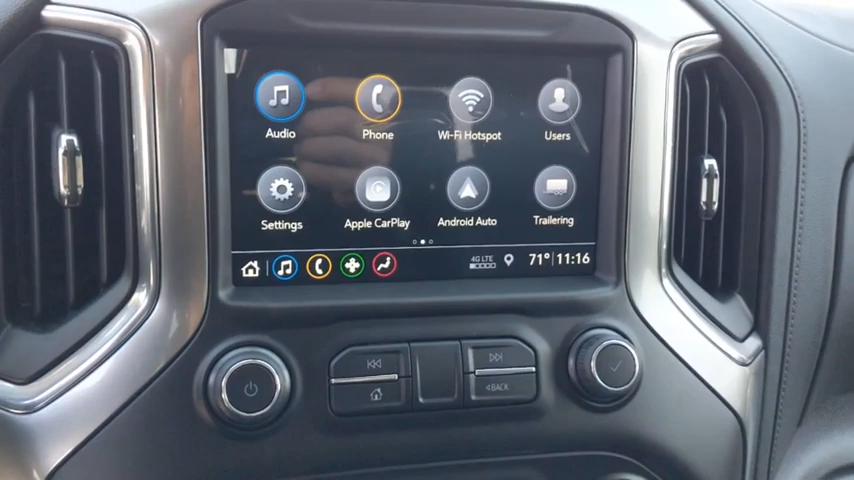 Audio Phone Wi-Fi Hotspot Users
Settings Apple CarPlay Android Auto Trailering
4G LTE 71° 11:16
◄BACK